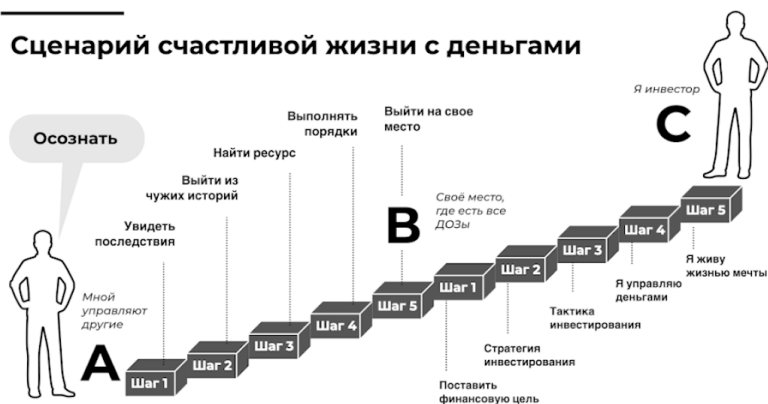 Сценарий счастливой жизни с деньгами
Осознать
Мной
управляют
другие
A
Увидеть
последствия
Шаг 1
Выйти из
чужих историй
Шаг 2
Найти ресурс
Шаг 3
Выполнять
порядки
Шаг 4
Выйти на свое
место
Шаг 5
B
Своё место,
где есть все
ДОЗы
Шаг 1
Поставить
финансовую цель
Шаг 2
Стратегия
инвестирования
Шаг 3
Тактика
инвестирования
Шаг 4
Я управляю
деньгами
Шаг 5
Я живу
жизнью мечты
C
Я инвестор